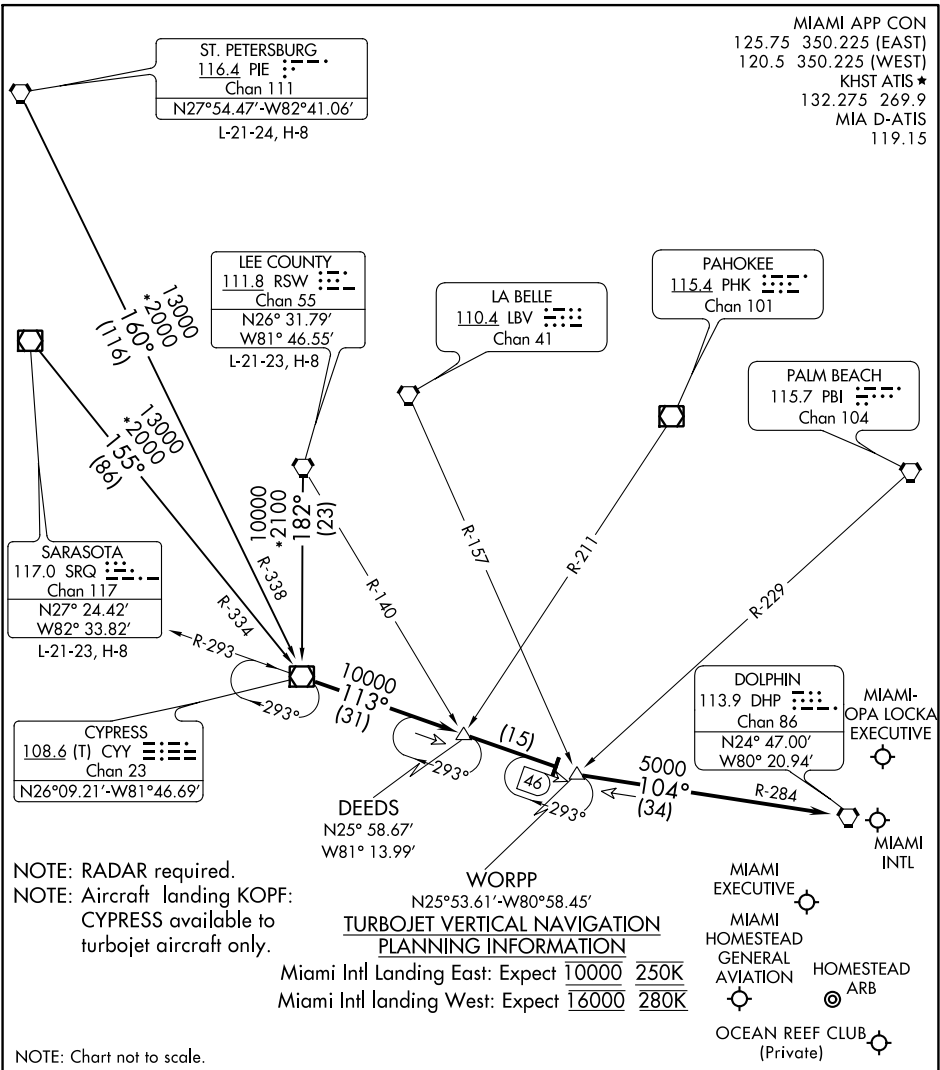 MIAMI APP CON
125.75 350.225 (EAST)
120.5 350.225 (WEST)
KHST ATIS ★
132.275 269.9
MIA D-ATIS
119.15
ST. PETERSBURG
116.4 PIE
Chan 111
N27°54.47′-W82°41.06′
L-21-24, H-8
LEE COUNTY
111.8 RSW
Chan 55
N26° 31.79′
W81° 46.55′
L-21-23, H-8
LA BELLE
110.4 LBV
Chan 41
PAHOKEE
115.4 PHK
Chan 101
PALM BEACH
115.7 PBI
Chan 104
13000
*2000
160°
(116)
13000
*2000
155°
(86)
10000
*2100
182°
(23)
R-338
R-334
R-140
R-157
R-211
R-229
SARASOTA
117.0 SRQ
Chan 117
N27° 24.42′
W82° 33.82′
L-21-23, H-8
R-293
293°
CYPRESS
108.6 (T) CYY
Chan 23
N26°09.21′-W81°46.69′
10000
113°
(31)
293°
DEEDS
N25° 58.67′
W81° 13.99′
(15)
46
293°
WORPP
N25°53.61′-W80°58.45′
5000
104°
(34)
R-284
DOLPHIN
113.9 DHP
Chan 86
N24° 47.00′
W80° 20.94′
MIAMI-
OPA LOCKA
EXECUTIVE
MIAMI
INTL
MIAMI
EXECUTIVE
MIAMI
HOMESTEAD
GENERAL
AVIATION
HOMESTEAD
ARB
OCEAN REEF CLUB
(Private)
NOTE: RADAR required.
NOTE: Aircraft landing KOPF:
CYPRESS available to
turbojet aircraft only.
TURBOJET VERTICAL NAVIGATION
PLANNING INFORMATION
Miami Intl Landing East: Expect 10000 250K
Miami Intl landing West: Expect 16000 280K
NOTE: Chart not to scale.